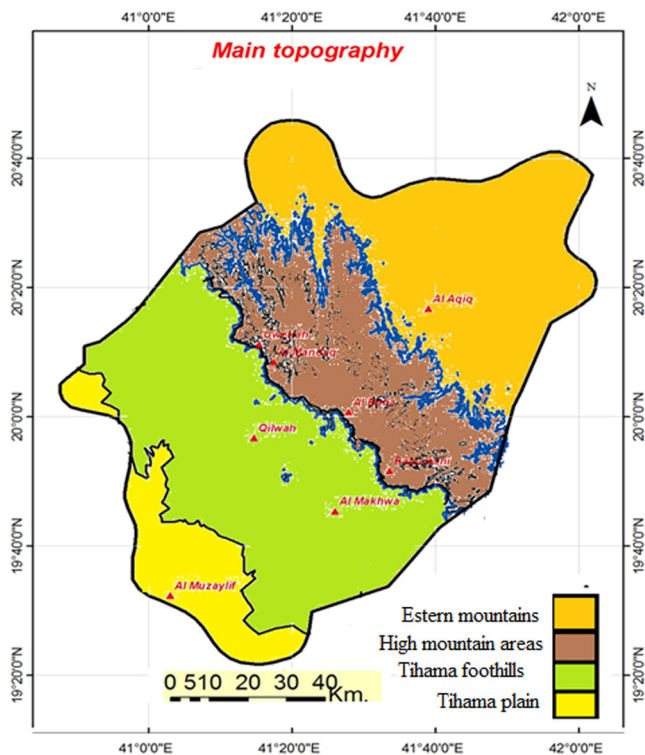 41°0'0"E 41°20'0"E 41°40'0"E 42°0'0"E
Main topography
N
20°40'0"N 20°40'0"N
20°20'0"N 20°20'0"N
Al Aqiq
20°0'0"N 20°0'0"N
Qilwah
Al Makhwa
19°40'0"N 19°40'0"N
Al Muzaylif
Estern mountains
High mountain areas
Tihama foothills
Tihama plain
19°20'0"N 19°20'0"N
0 5 10 20 30 40
Km.
41°0'0"E 41°20'0"E 41°40'0"E 42°0'0"E